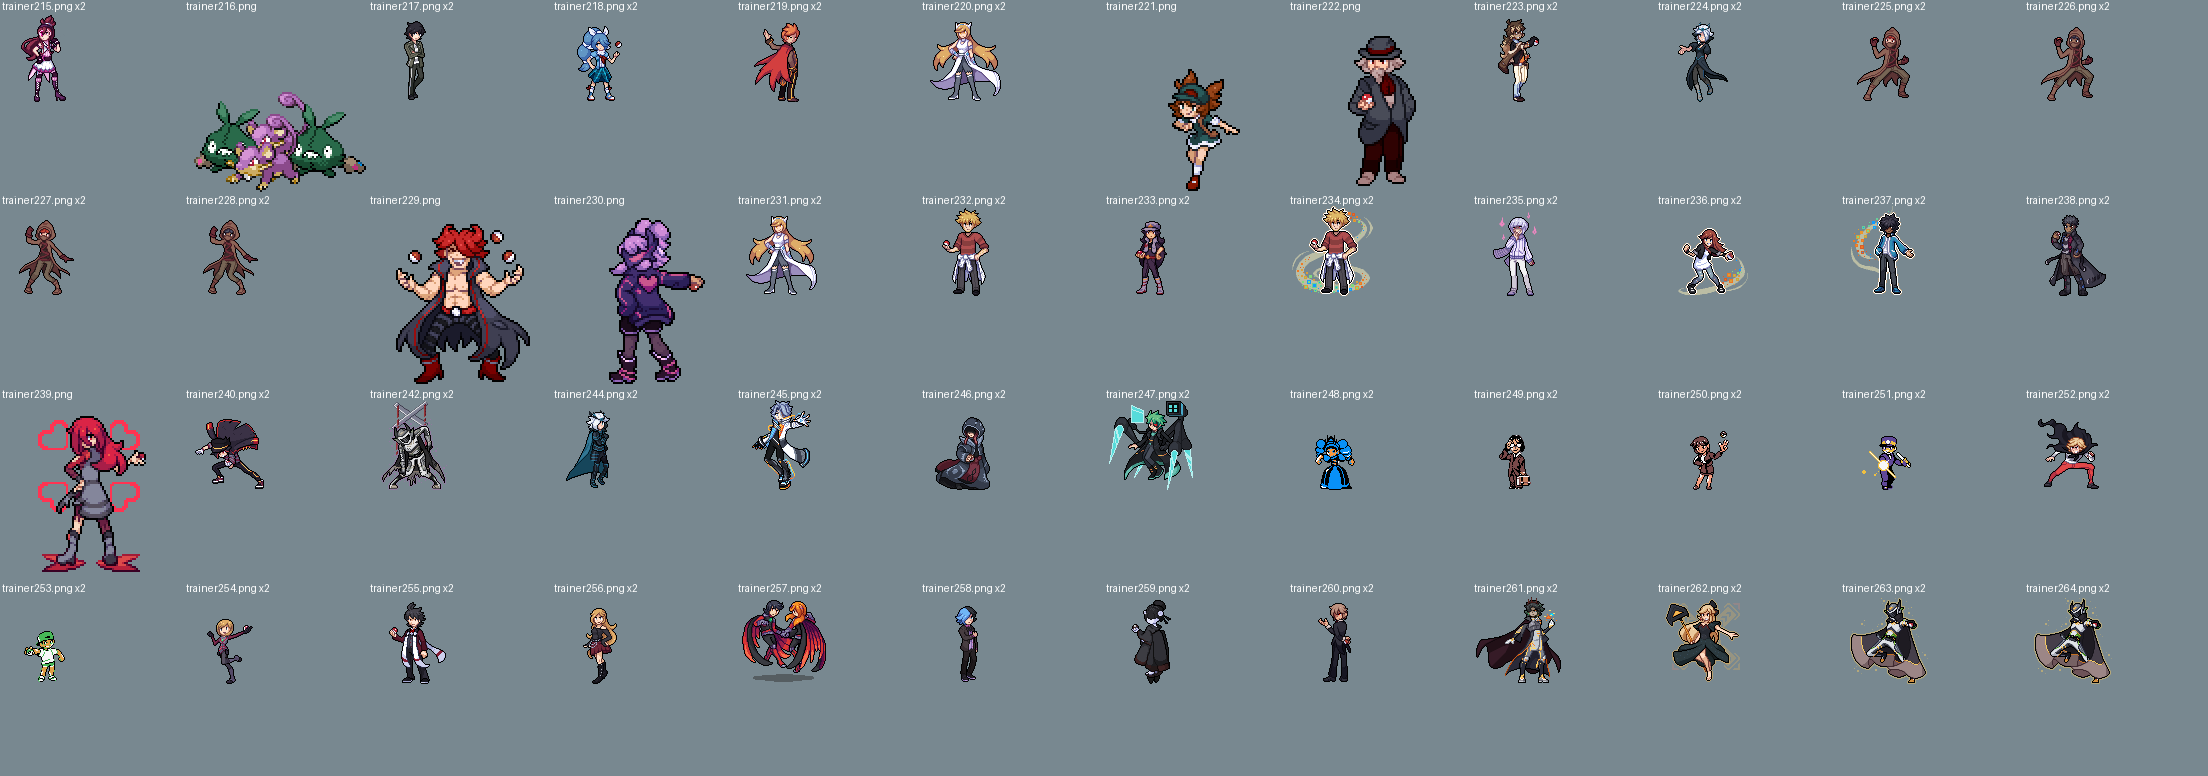 trainer215.png x2 trainer216.png trainer217.png x2 trainer218.png x2 trainer219.png x2 trainer220.png x2 trainer221.png trainer222.png trainer223.png x2 trainer224.png x2 trainer225.png x2 trainer226.png x2
trainer227.png x2 trainer228.png x2 trainer229.png trainer230.png trainer231.png x2 trainer232.png x2 trainer233.png x2 trainer234.png x2 trainer235.png x2 trainer236.png x2 trainer237.png x2 trainer238.png x2
trainer239.png trainer240.png x2 trainer242.png x2 trainer244.png x2 trainer245.png x2 trainer246.png x2 trainer247.png x2 trainer248.png x2 trainer249.png x2 trainer250.png x2 trainer251.png x2 trainer252.png x2
trainer253.png x2 trainer254.png x2 trainer255.png x2 trainer256.png x2 trainer257.png x2 trainer258.png x2 trainer259.png x2 trainer260.png x2 trainer261.png x2 trainer262.png x2 trainer263.png x2 trainer264.png x2